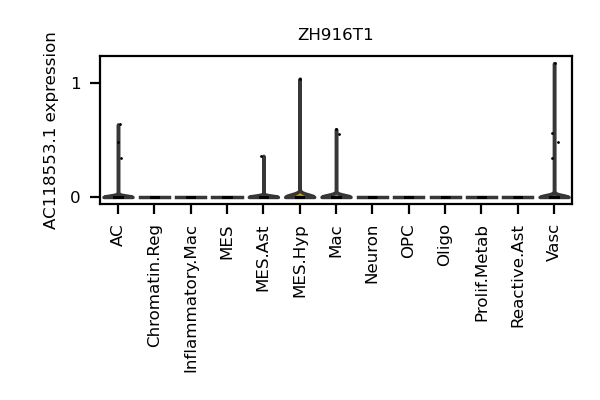 ZH916T1
AC118553.1 expression
1
0
AC
Chromatin.Reg
Inflammatory.Mac
MES
MES.Ast
MES.Hyp
Mac
Neuron
OPC
Oligo
Prolif.Metab
Reactive.Ast
Vasc